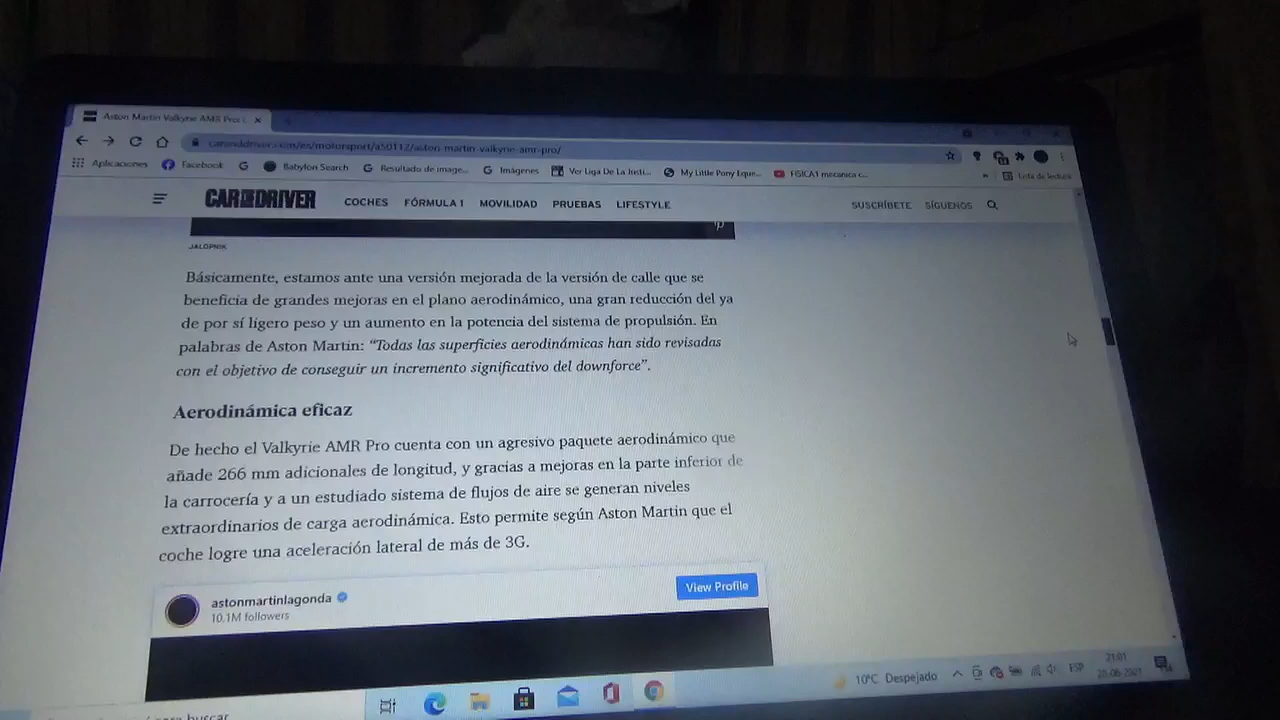 Aston Martin Valkyrie AMR Pro:
caranddriver.com/es/motorsport/a50112/aston-martin-valkyrie-amr-pro/
Aplicaciones Facebook Babylon Search Resultado de image... Imágenes Ver Liga De La Justi... My Little Pony Eque... FISICA1 mecanica c... » Lista de lectura
CAR AND DRIVER COCHES FÓRMULA 1 MOVILIDAD PRUEBAS LIFESTYLE SUSCRÍBETE SÍGUENOS
JALOPNIK
Básicamente, estamos ante una versión mejorada de la versión de calle que se
beneficia de grandes mejoras en el plano aerodinámico, una gran reducción del ya
de por sí ligero peso y un aumento en la potencia del sistema de propulsión. En
palabras de Aston Martin: “Todas las superficies aerodinámicas han sido revisadas
con el objetivo de conseguir un incremento significativo del downforce”.
Aerodinámica eficaz
De hecho el Valkyrie AMR Pro cuenta con un agresivo paquete aerodinámico que
añade 266 mm adicionales de longitud, y gracias a mejoras en la parte inferior de
la carrocería y a un estudiado sistema de flujos de aire se generan niveles
extraordinarios de carga aerodinámica. Esto permite según Aston Martin que el
coche logre una aceleración lateral de más de 3G.
astonmartinlagonda
10.1M followers
View Profile
10°C Despejado ESP 21:01
para buscar